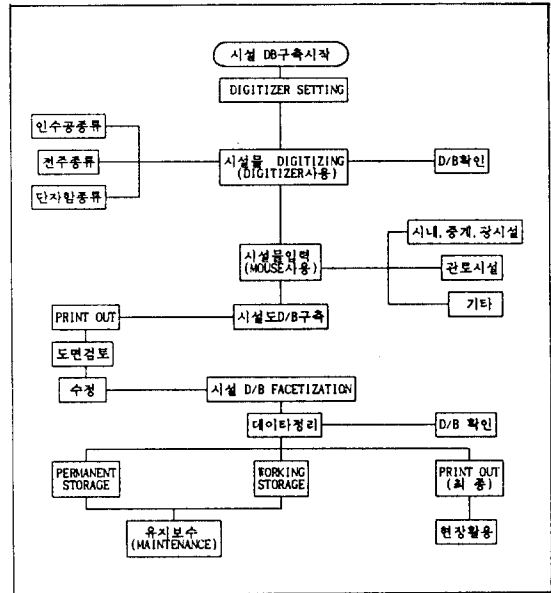 시설 DB구축시작
DIGITIZER SETTING
인수공종류
전주종류
단자함종류
시설물 DIGITIZING
(DIGITIZER사용)
D/B확인
시설물입력
(MOUSE사용)
시내,중계,광시설
관로시설
기타
PRINT OUT
시설도D/B구축
도면검토
수정
시설 D/B FACETIZATION
데이타정리
D/B 확인
PERMANENT
STORAGE
WORKING
STORAGE
PRINT OUT
(최 종)
유지보수
(MAINTENANCE)
현장활용